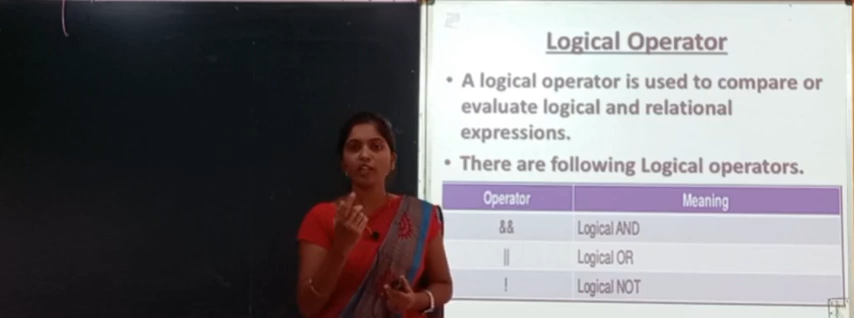 Logical Operator
• A logical operator is used to compare or
evaluate logical and relational
expressions.
• There are following Logical operators.
Operator Meaning
&& Logical AND
|| Logical OR
! Logical NOT